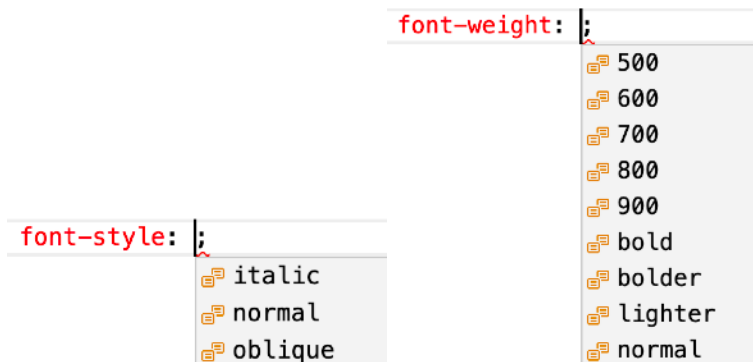 font-style: ;
italic
normal
oblique
font-weight: ;
500
600
700
800
900
bold
bolder
lighter
normal